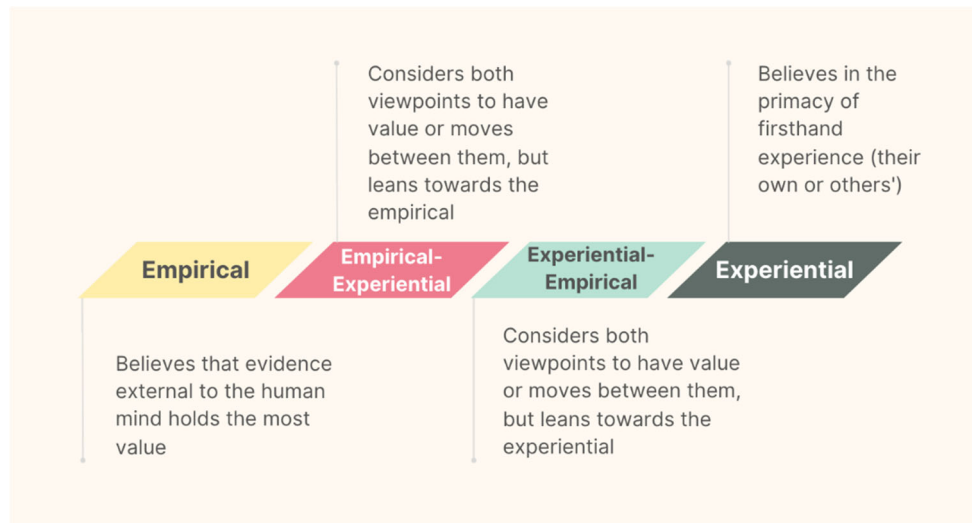 Considers both
viewpoints to have
value or moves
between them, but
leans towards the
empirical
Believes in the
primacy of
firsthand
experience (their
own or others')
Empirical
Empirical-
Experiential
Experiential-
Empirical
Experiential
Believes that evidence
external to the human
mind holds the most
value
Considers both
viewpoints to have value
or moves between them,
but leans towards the
experiential